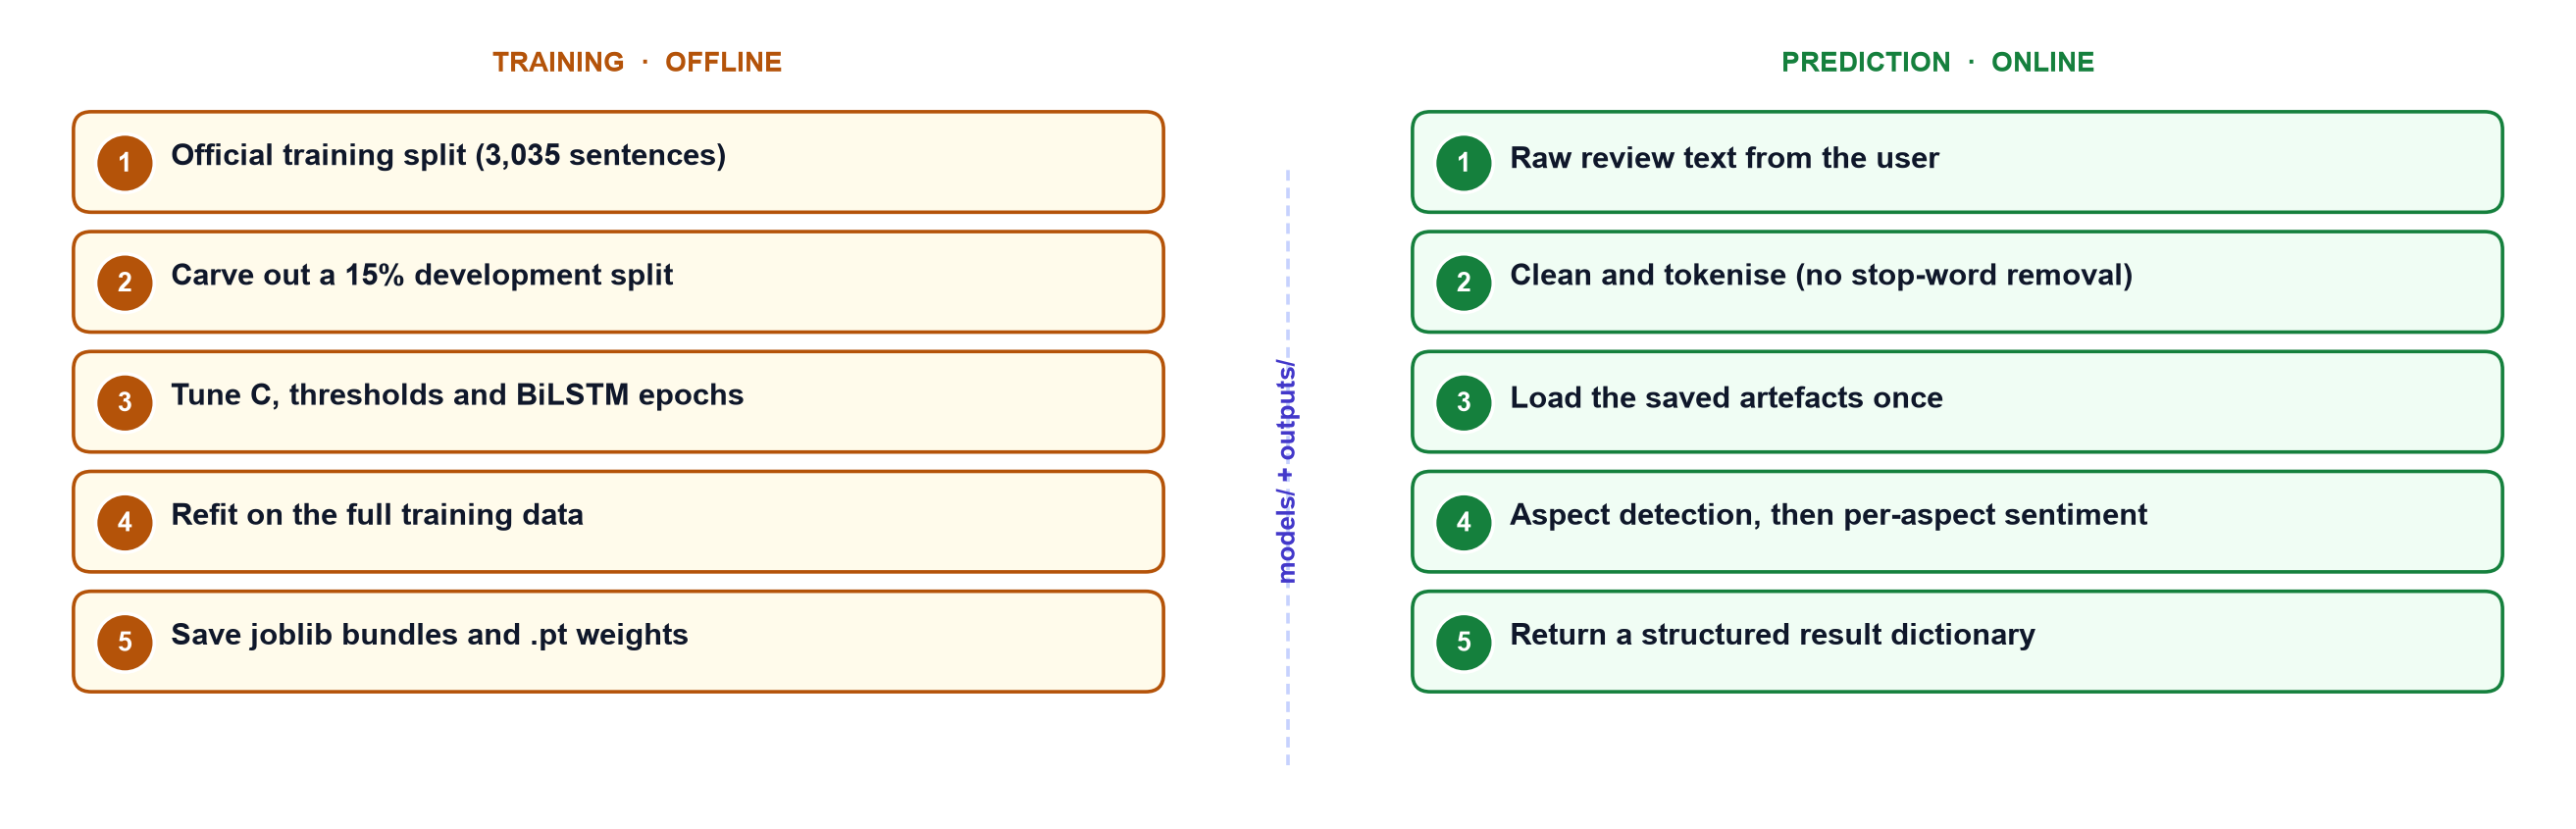 TRAINING · OFFLINE
1 Official training split (3,035 sentences)
2 Carve out a 15% development split
3 Tune C, thresholds and BiLSTM epochs
4 Refit on the full training data
5 Save joblib bundles and .pt weights
models/ + outputs/
PREDICTION · ONLINE
1 Raw review text from the user
2 Clean and tokenise (no stop-word removal)
3 Load the saved artefacts once
4 Aspect detection, then per-aspect sentiment
5 Return a structured result dictionary